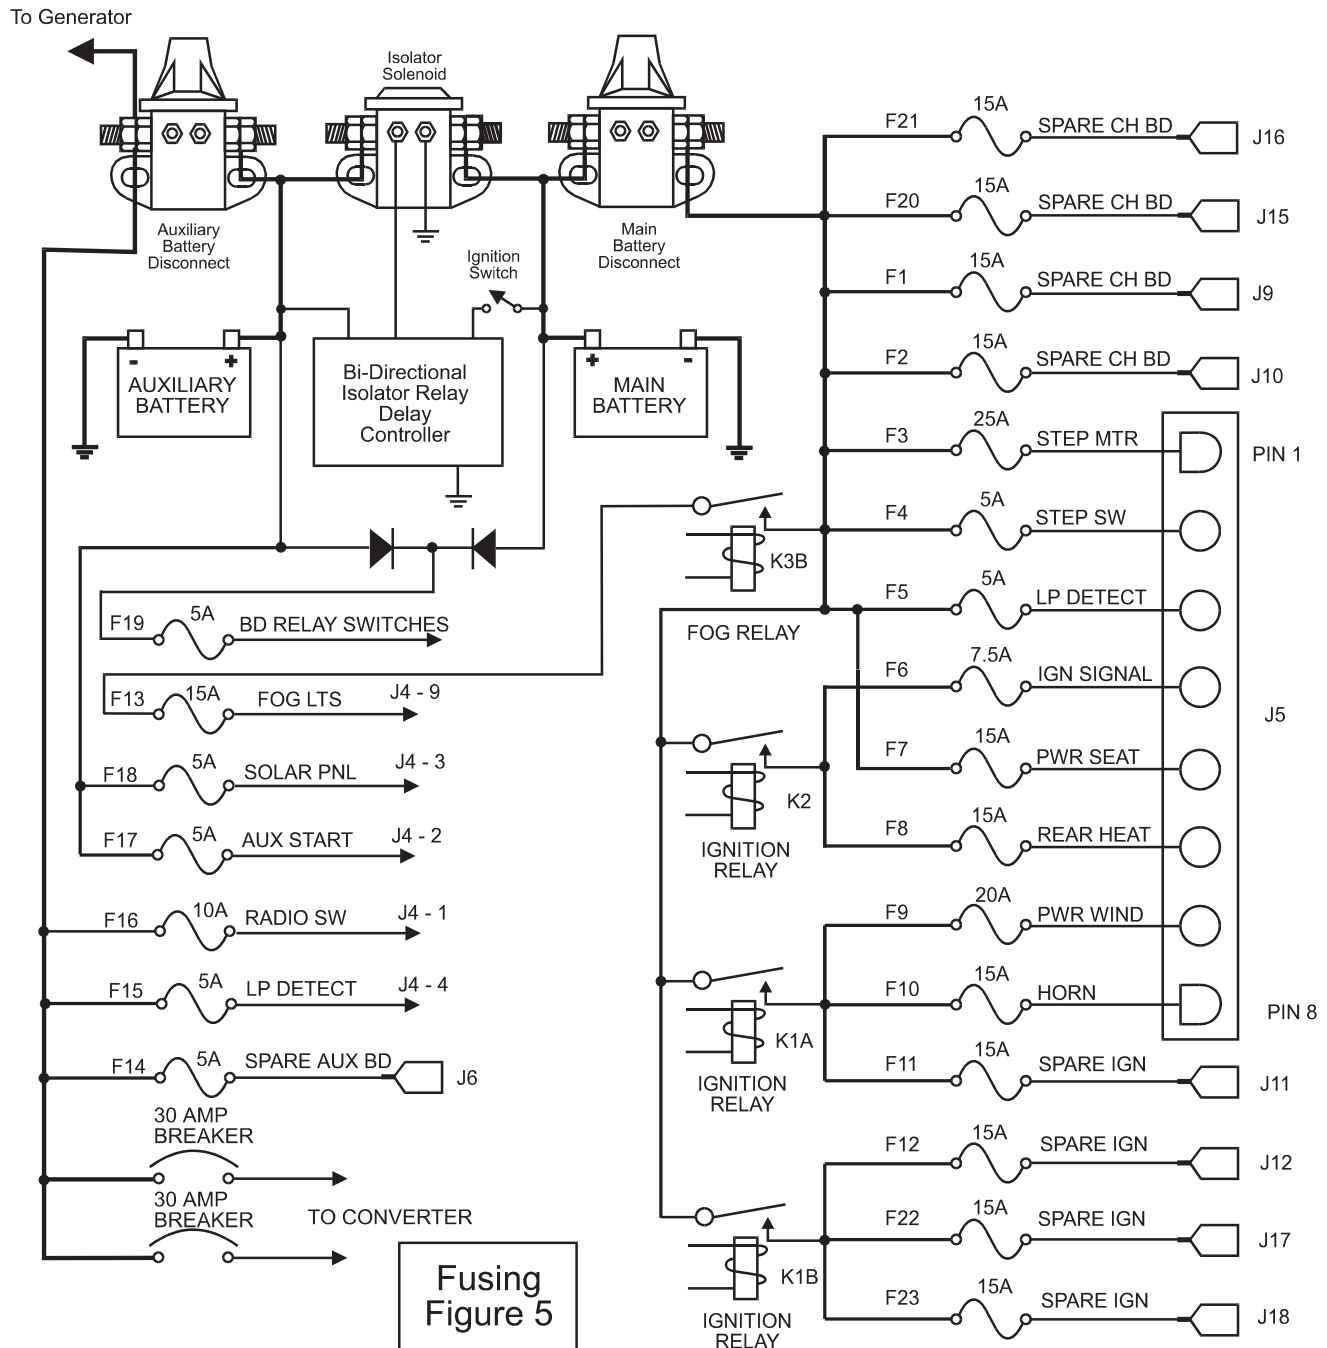 To Generator
Isolator
Solenoid
Auxiliary
Battery
Disconnect
Ignition
Switch
Main
Battery
Disconnect
- +
AUXILIARY
BATTERY
Bi-Directional
Isolator Relay
Delay
Controller
+ -
MAIN
BATTERY
F19 5A BD RELAY SWITCHES
F13 15A FOG LTS J4 - 9
F18 5A SOLAR PNL J4 - 3
F17 5A AUX START J4 - 2
F16 10A RADIO SW J4 - 1
F15 5A LP DETECT J4 - 4
F14 5A SPARE AUX BD J6
30 AMP
BREAKER
30 AMP
BREAKER
TO CONVERTER
Fusing
Figure 5
K3B
FOG RELAY
K2
IGNITION
RELAY
K1A
IGNITION
RELAY
K1B
IGNITION
RELAY
F21 15A SPARE CH BD J16
F20 15A SPARE CH BD J15
F1 15A SPARE CH BD J9
F2 15A SPARE CH BD J10
F3 25A STEP MTR PIN 1
F4 5A STEP SW
F5 5A LP DETECT
F6 7.5A IGN SIGNAL
J5
F7 15A PWR SEAT
F8 15A REAR HEAT
F9 20A PWR WIND
F10 15A HORN PIN 8
F11 15A SPARE IGN J11
F12 15A SPARE IGN J12
F22 15A SPARE IGN J17
F23 15A SPARE IGN J18